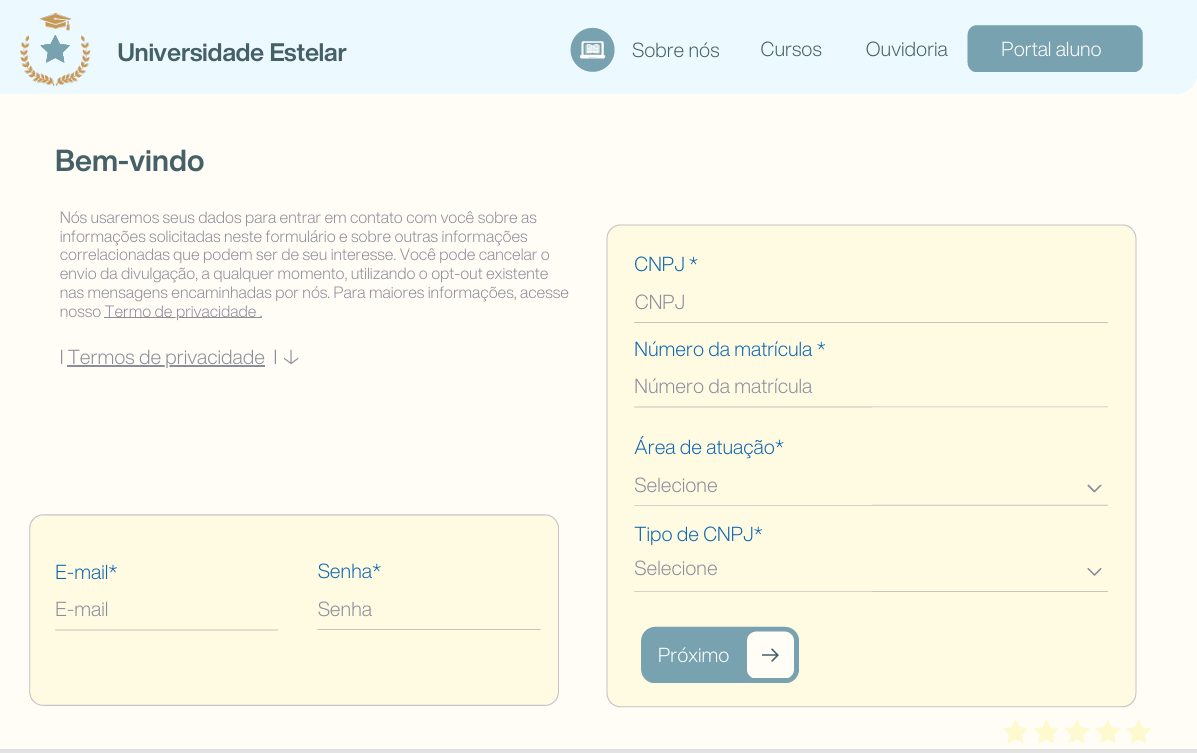 Universidade Estelar
Sobre nós
Cursos
Ouvidoria
Portal aluno
Bem-vindo
Nós usaremos seus dados para entrar em contato com você sobre as
informações solicitadas neste formulário e sobre outras informações
correlacionadas que podem ser de seu interesse. Você pode cancelar o
envio da divulgação, a qualquer momento, utilizando o opt-out existente
nas mensagens encaminhadas por nós. Para maiores informações, acesse
nosso Termo de privacidade .
| Termos de privacidade | ↓
E-mail*
E-mail
Senha*
Senha
CNPJ *
CNPJ
Número da matrícula *
Número da matrícula
Área de atuação*
Selecione
Tipo de CNPJ*
Selecione
Próximo →